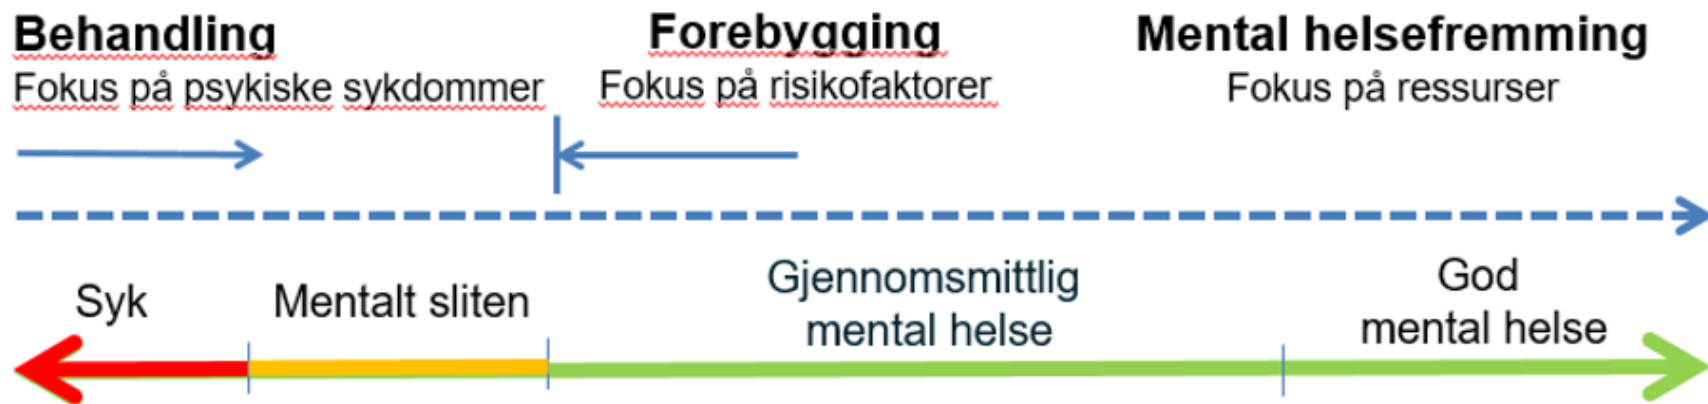 Behandling
Fokus på psykiske sykdommer
Forebygging
Fokus på risikofaktorer
Mental helsefremming
Fokus på ressurser
Syk
Mentalt sliten
Gjennomsmittlig
mental helse
God
mental helse